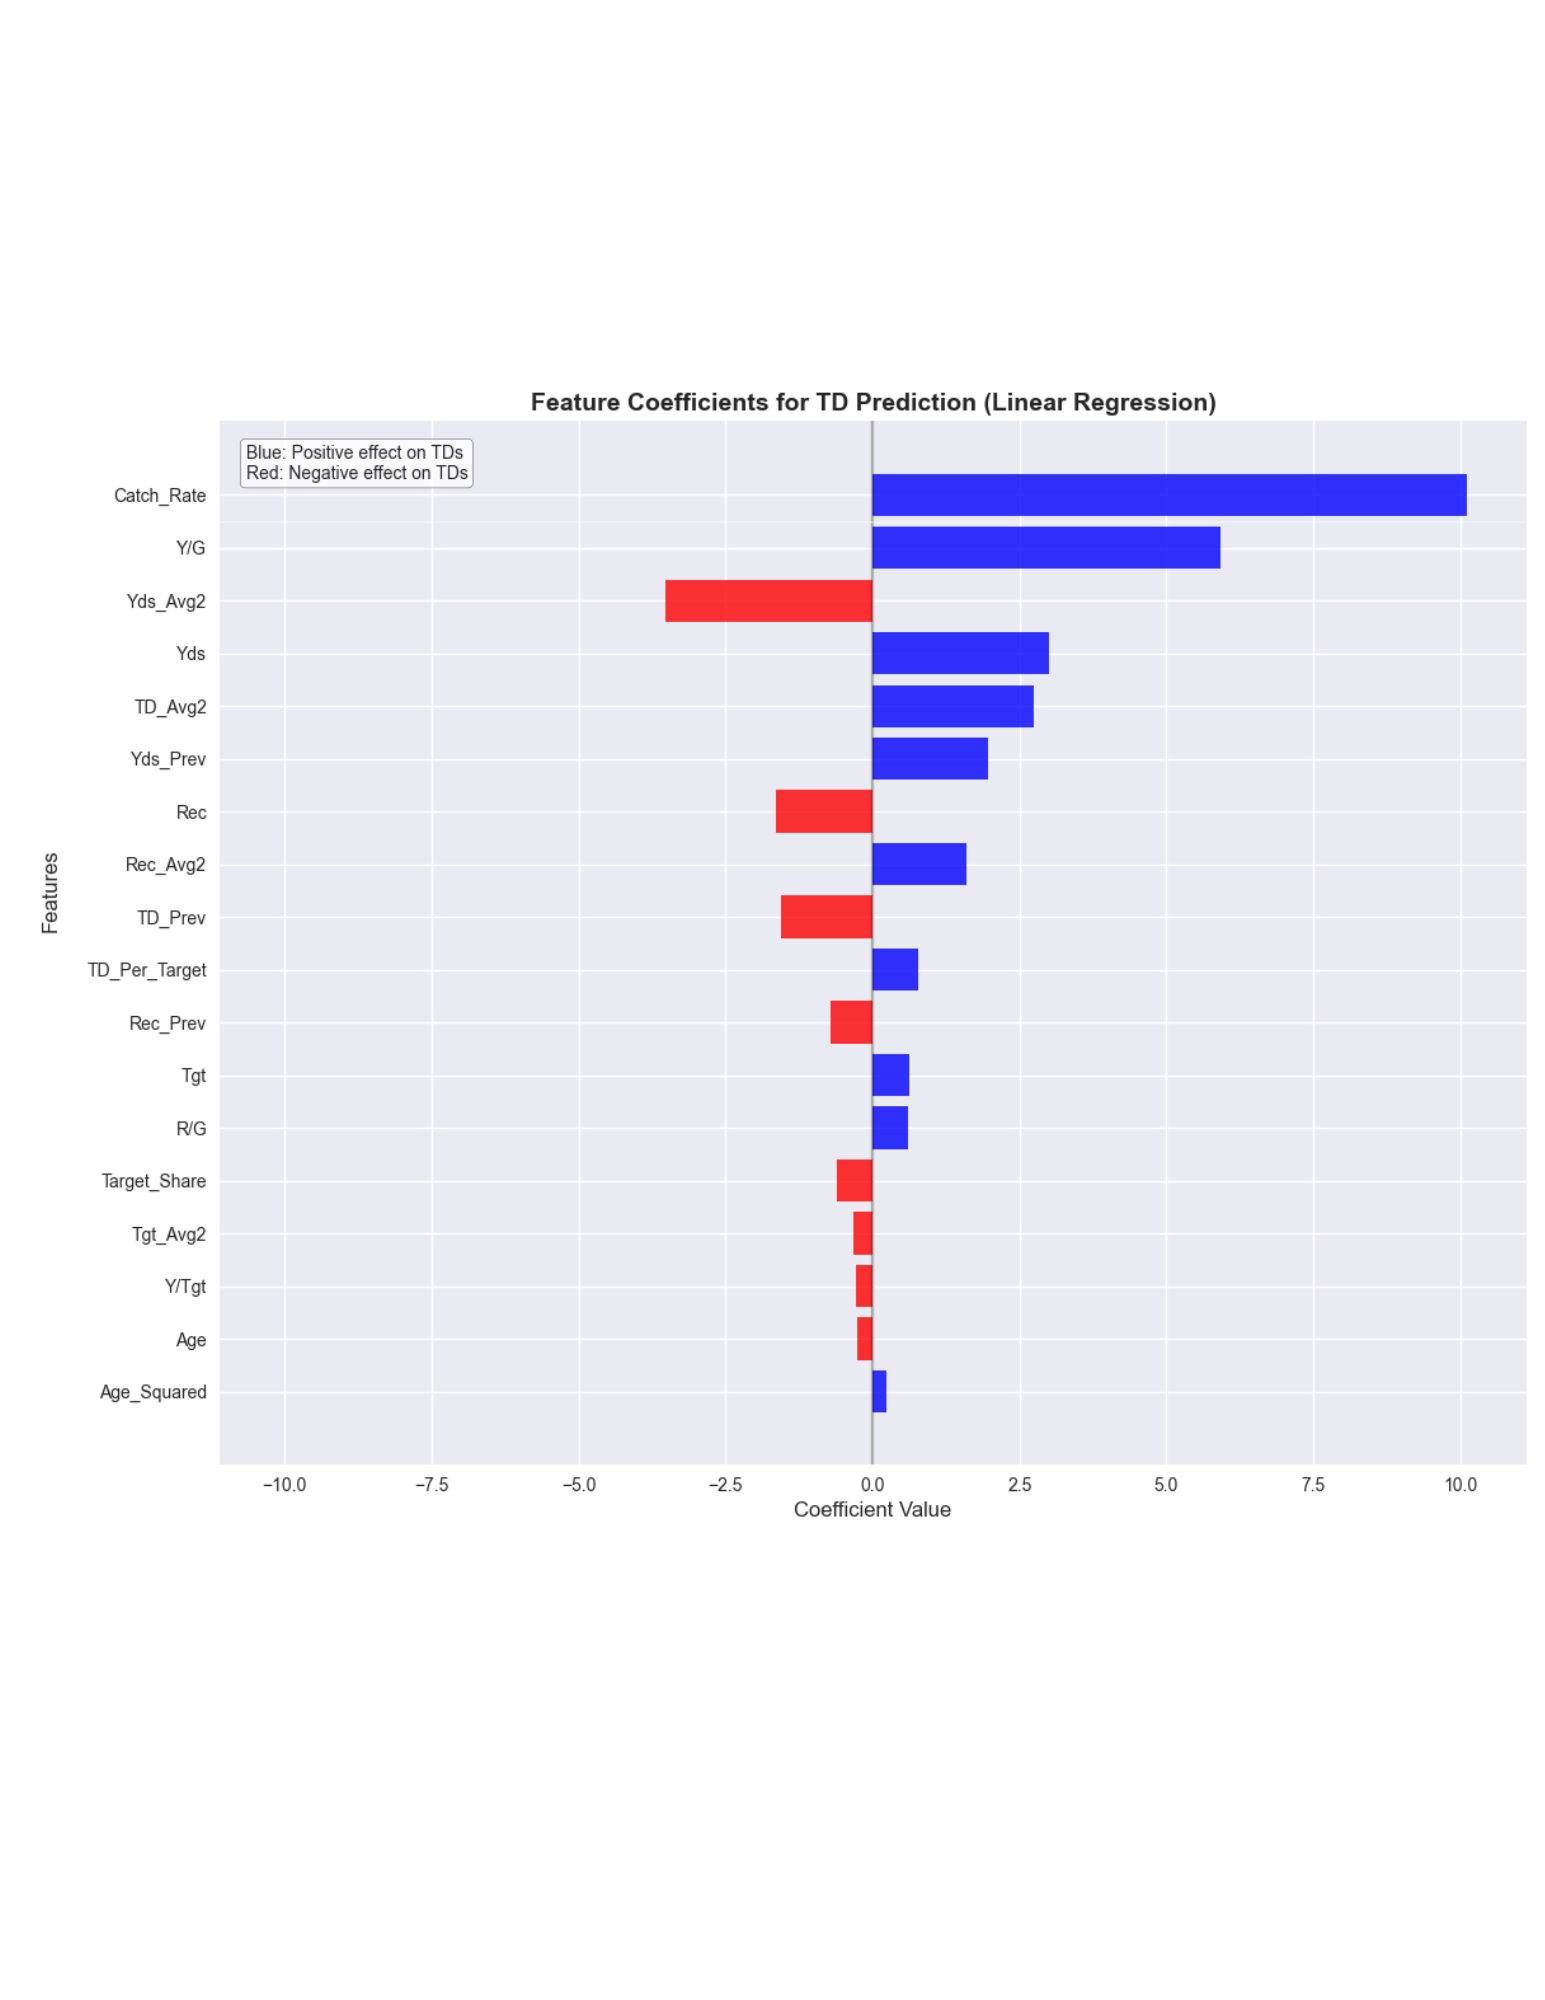 Feature Coefficients for TD Prediction (Linear Regression)
Blue: Positive effect on TDs
Red: Negative effect on TDs
Catch_Rate
Y/G
Yds_Avg2
Yds
TD_Avg2
Yds_Prev
Rec
Rec_Avg2
TD_Prev
TD_Per_Target
Rec_Prev
Tgt
R/G
Target_Share
Tgt_Avg2
Y/Tgt
Age
Age_Squared
Features
−10.0 −7.5 −5.0 −2.5 0.0 2.5 5.0 7.5 10.0
Coefficient Value